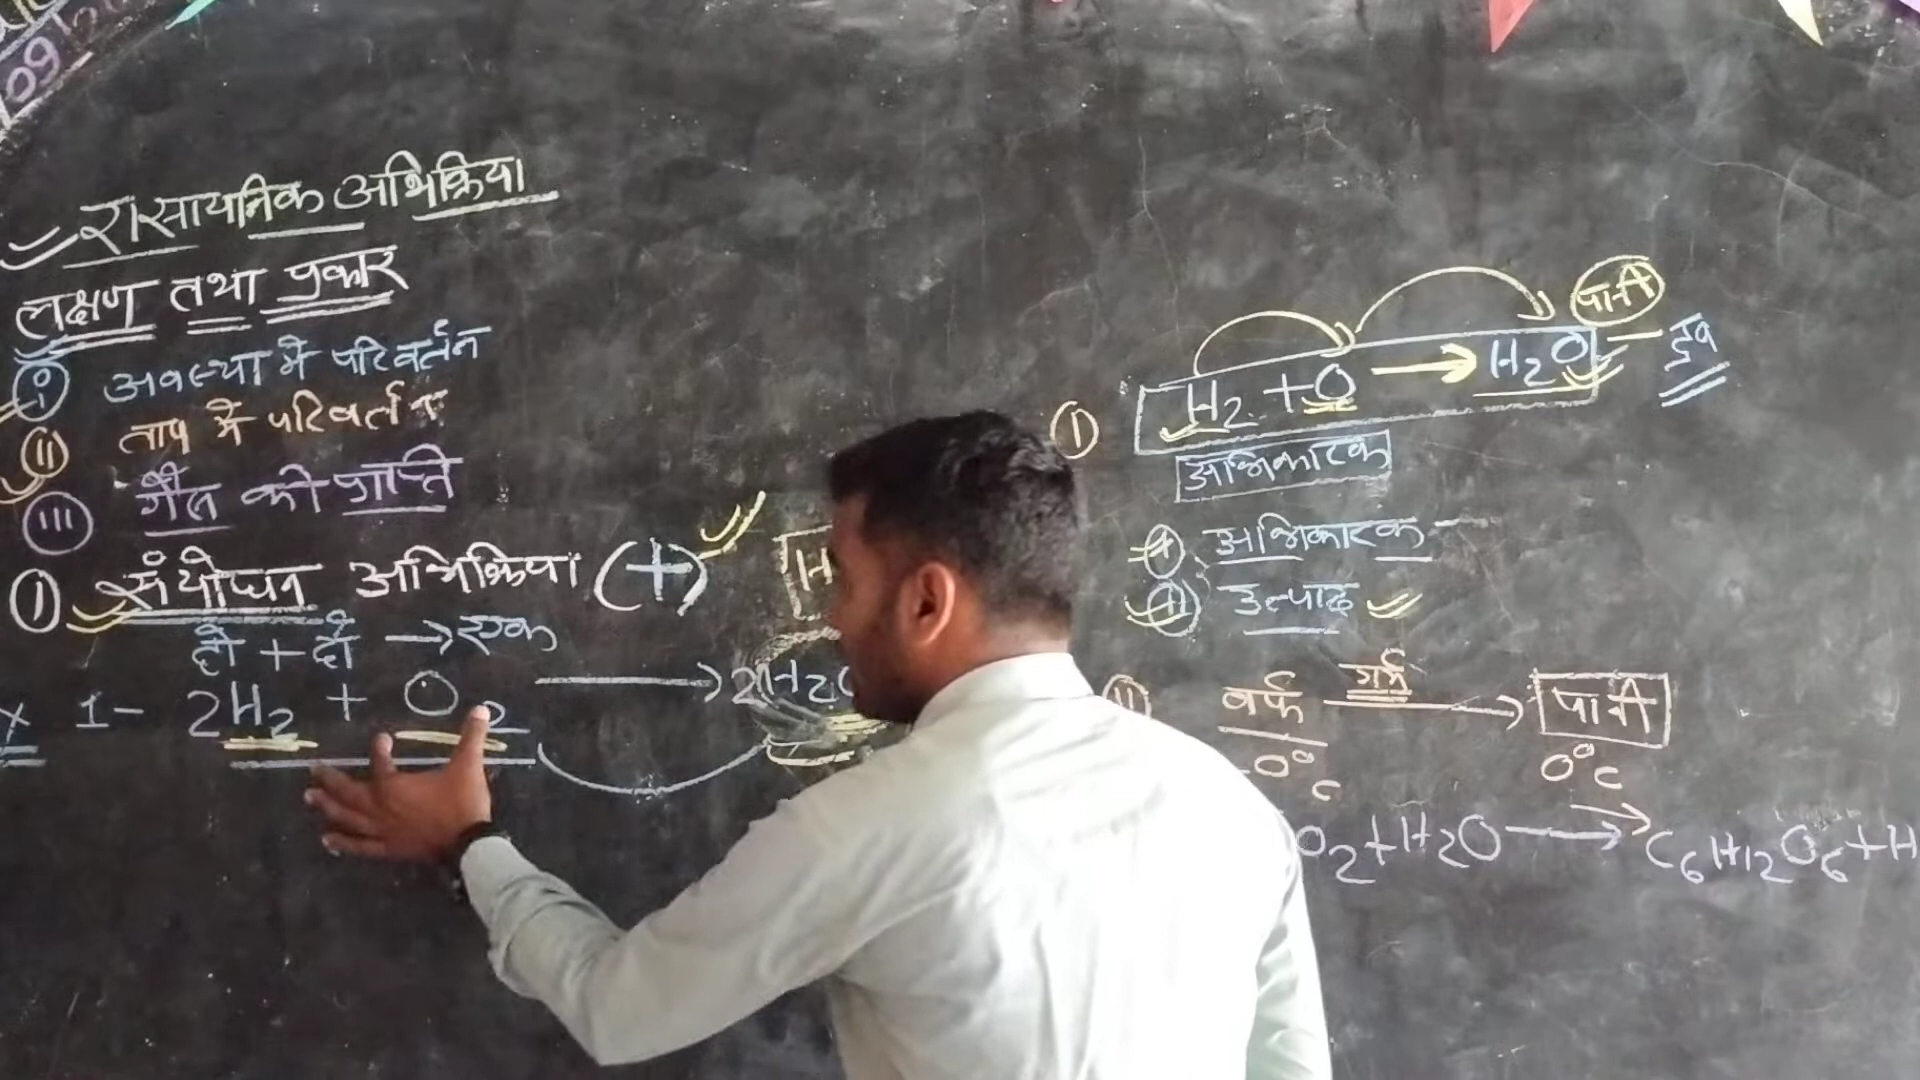 09
रासायनिक अभिक्रिया
लक्षण तथा प्रकार
i अवस्था में परिवर्तन
ii ताप में परिवर्तन
iii गैस की प्राप्ति
I संयोजन अभिक्रिया (+)
दो + दो → एक
1- 2H₂ + O₂ → 2H₂O
पानी
I H₂ + O → H₂O द्रव
अभिकारक
अभिकारक
ii उत्पाद
II बर्फ गर्म → पानी
-0°C 0°C
O₂+H₂O → C₆H₁₂O₆+H